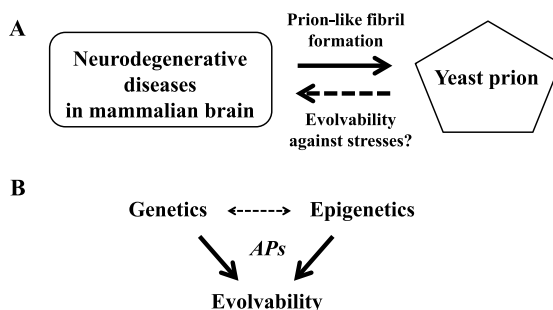 A
Neurodegenerative
diseases
in mammalian brain
Prion-like fibril
formation
Evolvability
against stresses?
Yeast prion
B
Genetics
Epigenetics
APs
Evolvability